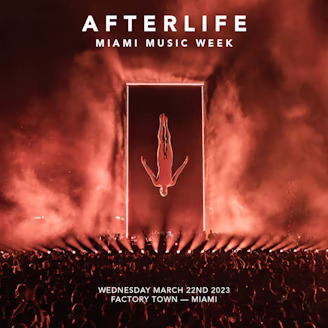 AFTERLIFE
MIAMI MUSIC WEEK
WEDNESDAY MARCH 22ND 2023
FACTORY TOWN — MIAMI